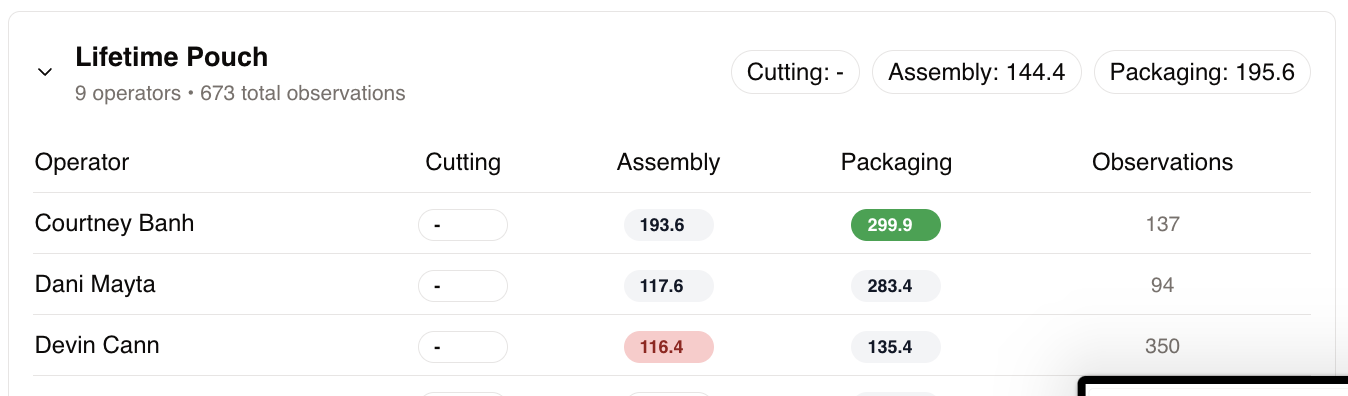 Lifetime Pouch
9 operators • 673 total observations
Cutting: - Assembly: 144.4 Packaging: 195.6
Operator Cutting Assembly Packaging Observations
Courtney Banh - 193.6 299.9 137
Dani Mayta - 117.6 283.4 94
Devin Cann - 116.4 135.4 350